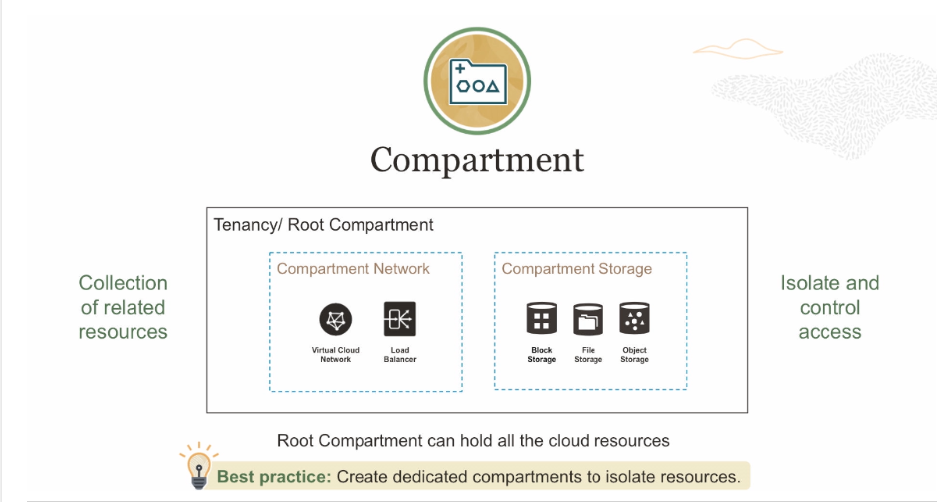 Compartment
Tenancy/ Root Compartment
Collection
of related
resources
Compartment Network
Virtual Cloud
Network
Load
Balancer
Compartment Storage
Block
Storage
File
Storage
Object
Storage
Isolate and
control
access
Root Compartment can hold all the cloud resources
Best practice: Create dedicated compartments to isolate resources.